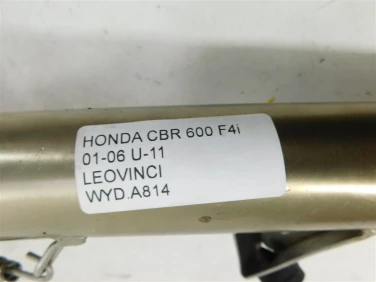 HONDA CBR 600 F4i
01-06 U-11
LEOVINCI
WYD.A814